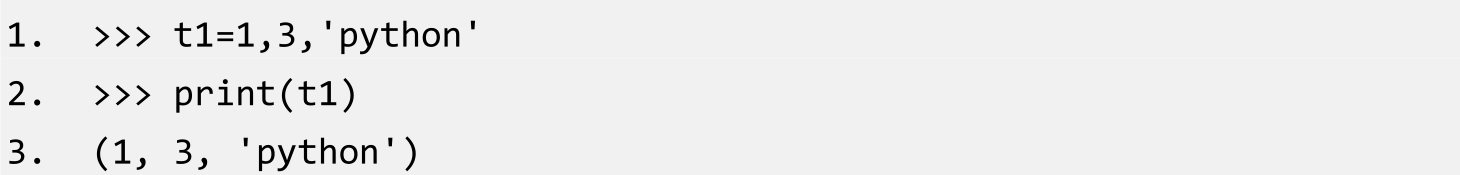 1. >>> t1=1,3,'python'
2. >>> print(t1)
3. (1, 3, 'python')